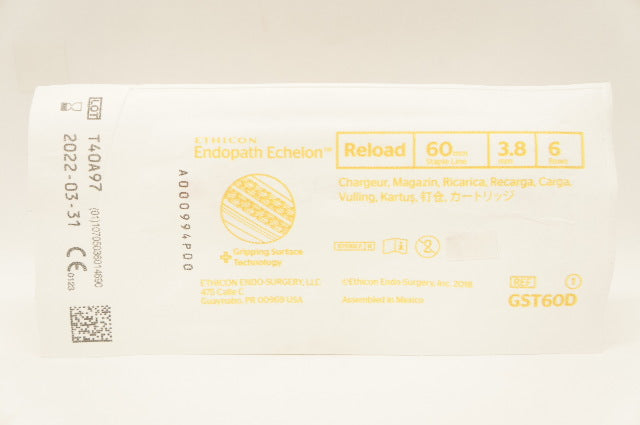 LOT T40A97
2022-03-31
CE 0123
A000994P00
ETHICON
Endopath Echelon™
Reload
60mm
Staple Line
3.8
mm
6
Rows
Chargeur, Magazin, Ricarica, Recarga, Carga,
Vulling, Kartuş, 钉仓, カートリッジ
Gripping Surface
Technology
STERILE R
2
ETHICON ENDO-SURGERY, LLC
475 Calle C
Guaynabo, PR 00969 USA
©Ethicon Endo-Surgery, Inc. 2018
Assembled in Mexico
REF
1
GST60D